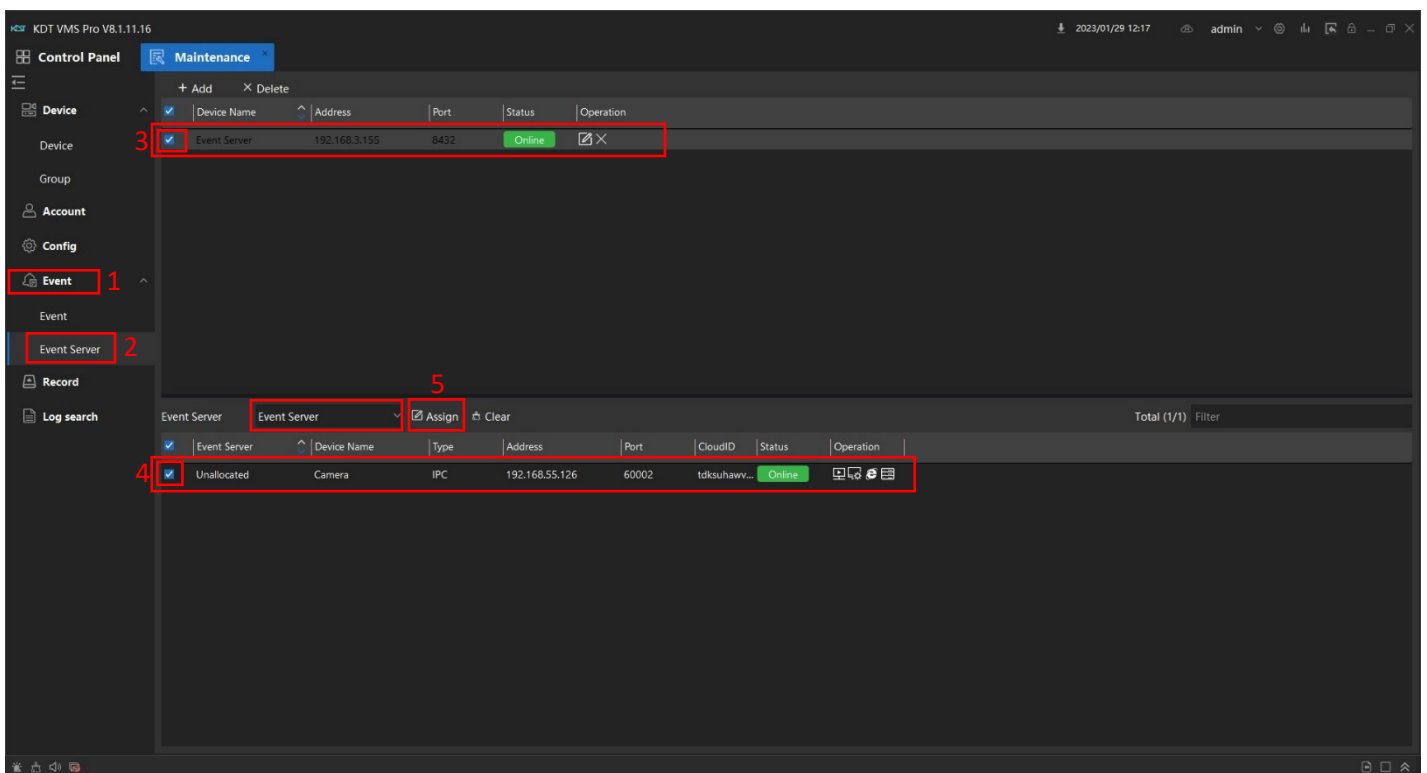 KDT KDT VMS Pro V8.1.11.16 2023/01/29 12:17 admin
Control Panel Maintenance
+ Add × Delete
Device Device Name Address Port Status Operation
3 Event Server 192.168.3.155 8432 Online
Device
Group
Account
Config
Event 1
Event
Event Server 2
Record
5
Log search Event Server Event Server Assign Clear Total (1/1) Filter
Event Server Device Name Type Address Port CloudID Status Operation
4 Unallocated Camera IPC 192.168.55.126 60002 tdksuhawv... Online